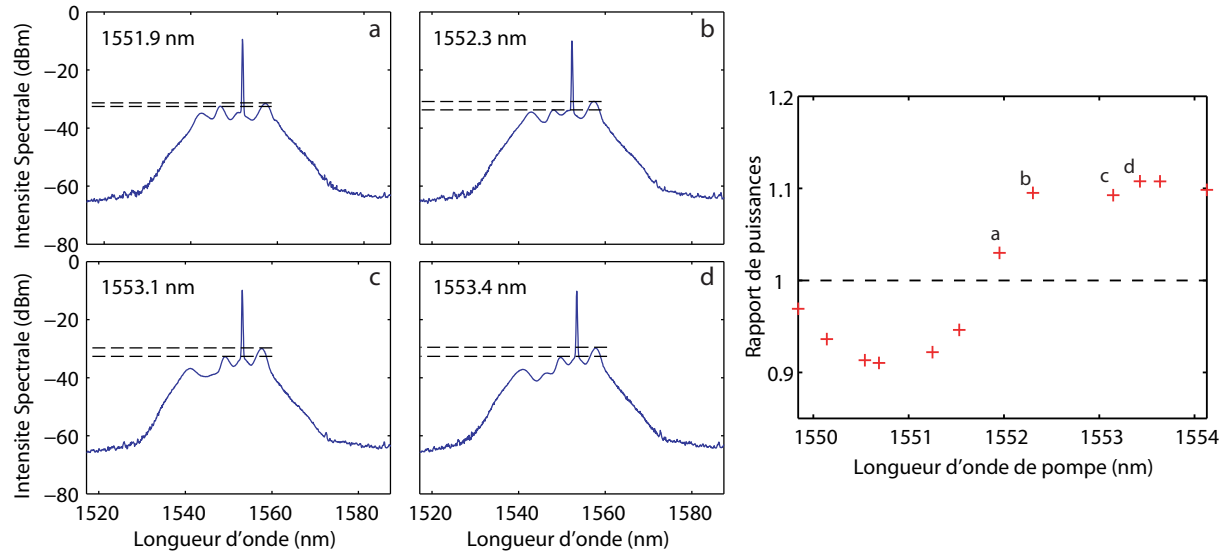 0
−20
−40
−60
−80
Intensite Spectrale (dBm)
1551.9 nm
a
1552.3 nm
b
0
−20
−40
−60
−80
Intensite Spectrale (dBm)
1553.1 nm
c
1553.4 nm
d
1520 1540 1560 1580
1520 1540 1560 1580
Longueur d'onde (nm)
Longueur d'onde (nm)
1.2
1.1
1
0.9
Rapport de puissances
a
b
c
d
1550 1551 1552 1553 1554
Longueur d'onde de pompe (nm)